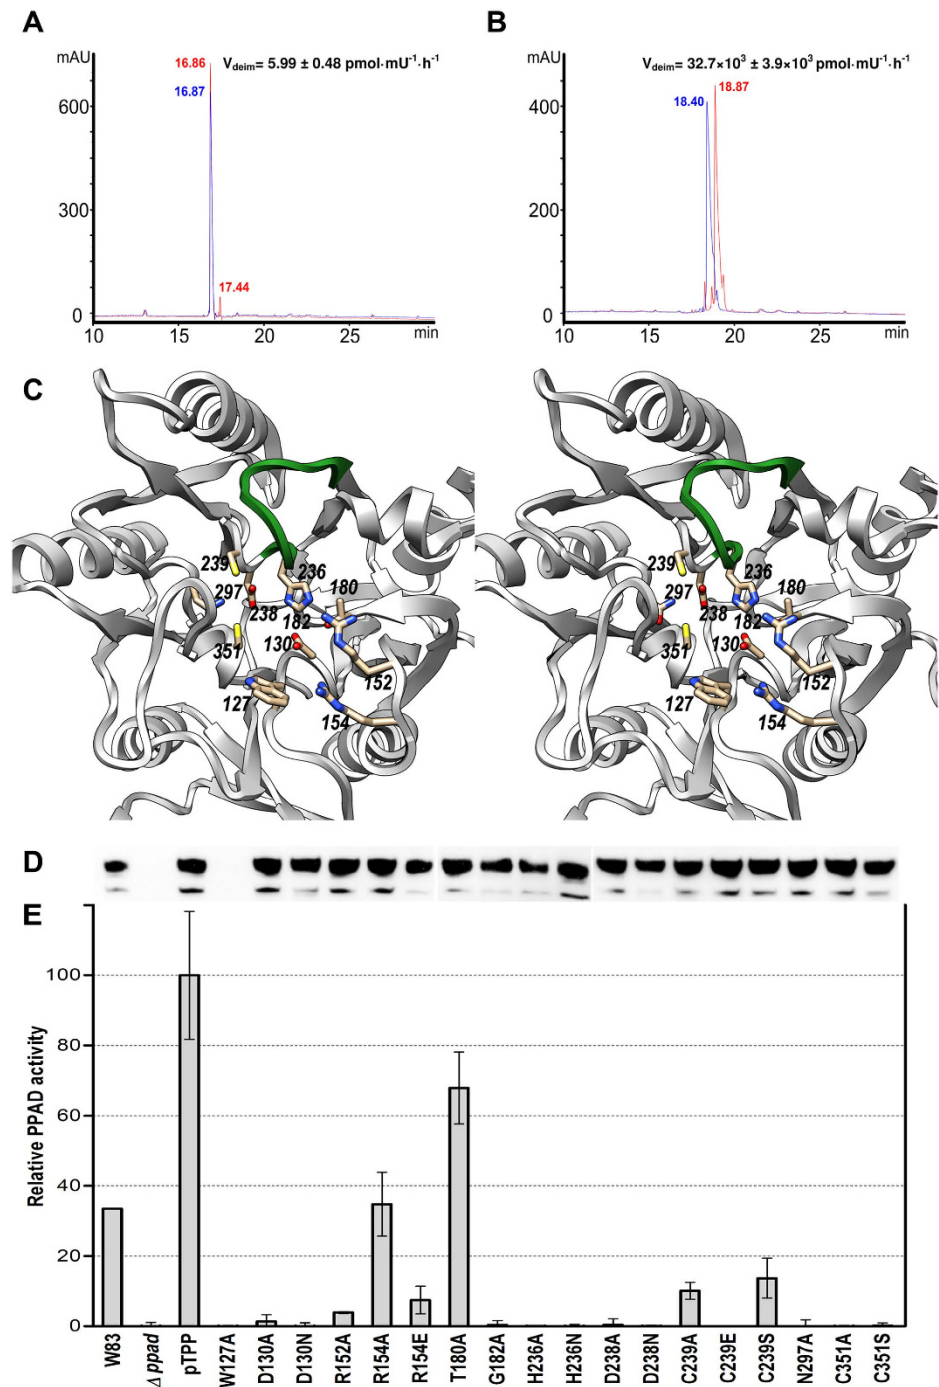 A
mAU
V_deim= 5.99 ± 0.48 pmol·mU⁻¹·h⁻¹
16.86
16.87
600
300
17.44
0
10 15 20 25 min
B
mAU
V_deim= 32.7×10³ ± 3.9×10³ pmol·mU⁻¹·h⁻¹
18.87
18.40
400
200
0
10 15 20 25 min
C
239 236
297 180
238
182
351 130
152
127
154
239 236
297 180
238
182
351 130
152
127
154
D
E
Relative PPAD activity
100
80
60
40
20
0
W83
Δ ppad
pTPP
W127A
D130A
D130N
R152A
R154A
R154E
T180A
G182A
H236A
H236N
D238A
D238N
C239A
C239E
C239S
N297A
C351A
C351S